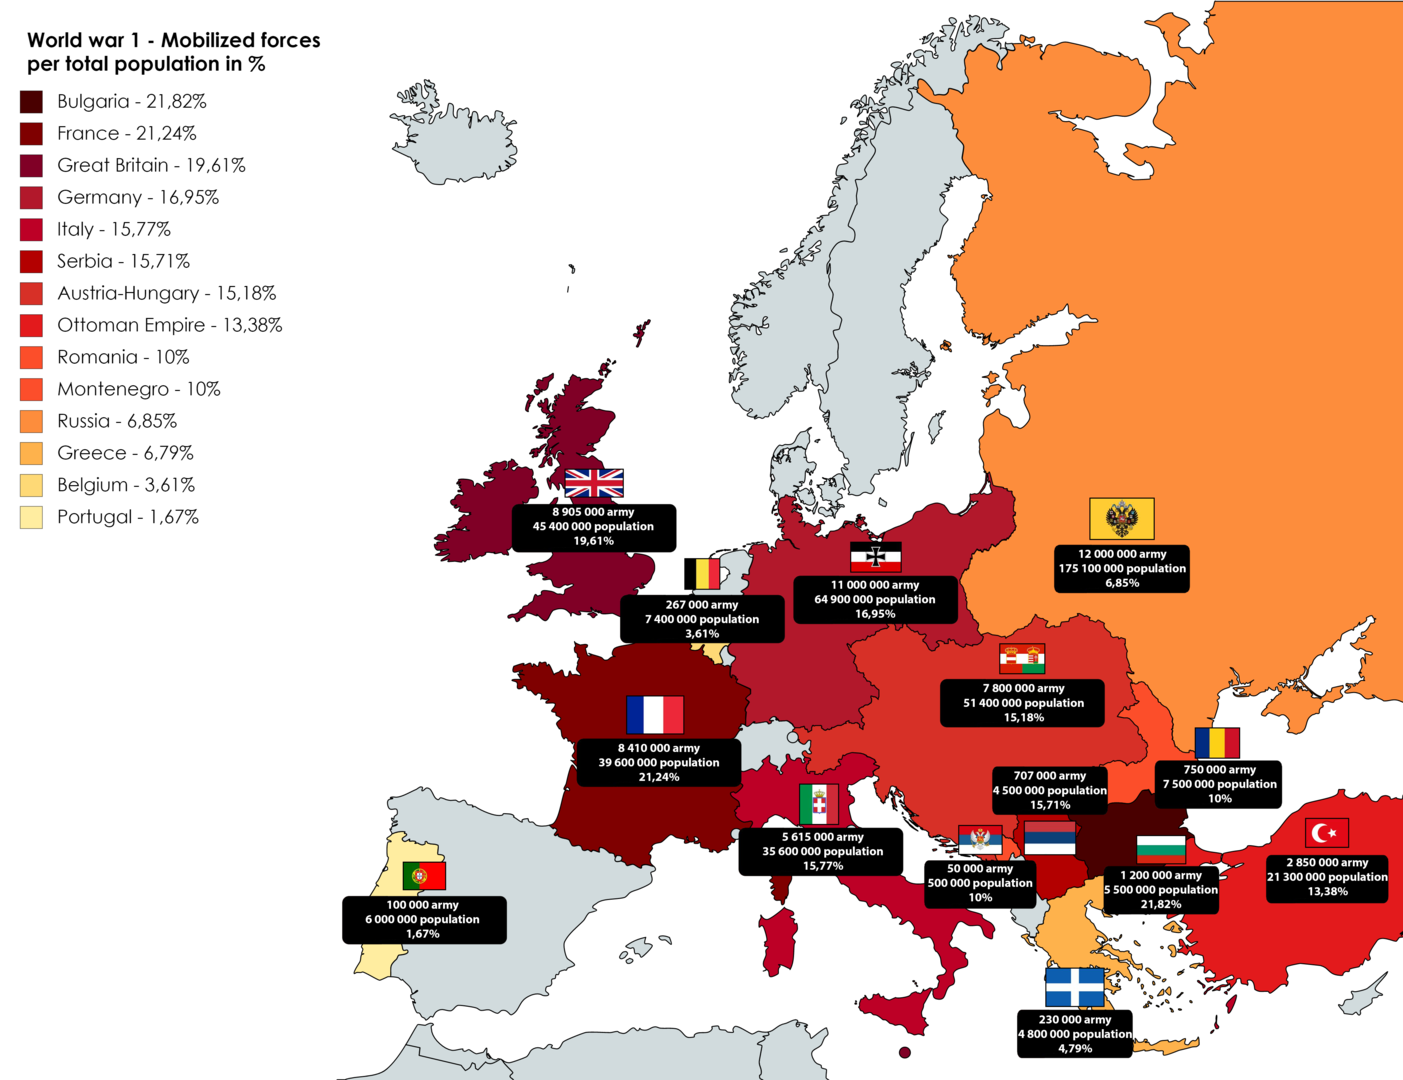 World war 1 - Mobilized forces
per total population in %
Bulgaria - 21,82%
France - 21,24%
Great Britain - 19,61%
Germany - 16,95%
Italy - 15,77%
Serbia - 15,71%
Austria-Hungary - 15,18%
Ottoman Empire - 13,38%
Romania - 10%
Montenegro - 10%
Russia - 6,85%
Greece - 6,79%
Belgium - 3,61%
Portugal - 1,67%
8 905 000 army
45 400 000 population
19,61%
12 000 000 army
175 100 000 population
6,85%
11 000 000 army
64 900 000 population
16,95%
267 000 army
7 400 000 population
3,61%
7 800 000 army
51 400 000 population
15,18%
8 410 000 army
39 600 000 population
21,24%
750 000 army
7 500 000 population
10%
707 000 army
4 500 000 population
15,71%
5 615 000 army
35 600 000 population
15,77%
50 000 army
500 000 population
10%
1 200 000 army
5 500 000 population
21,82%
2 850 000 army
21 300 000 population
13,38%
100 000 army
6 000 000 population
1,67%
230 000 army
4 800 000 population
4,79%